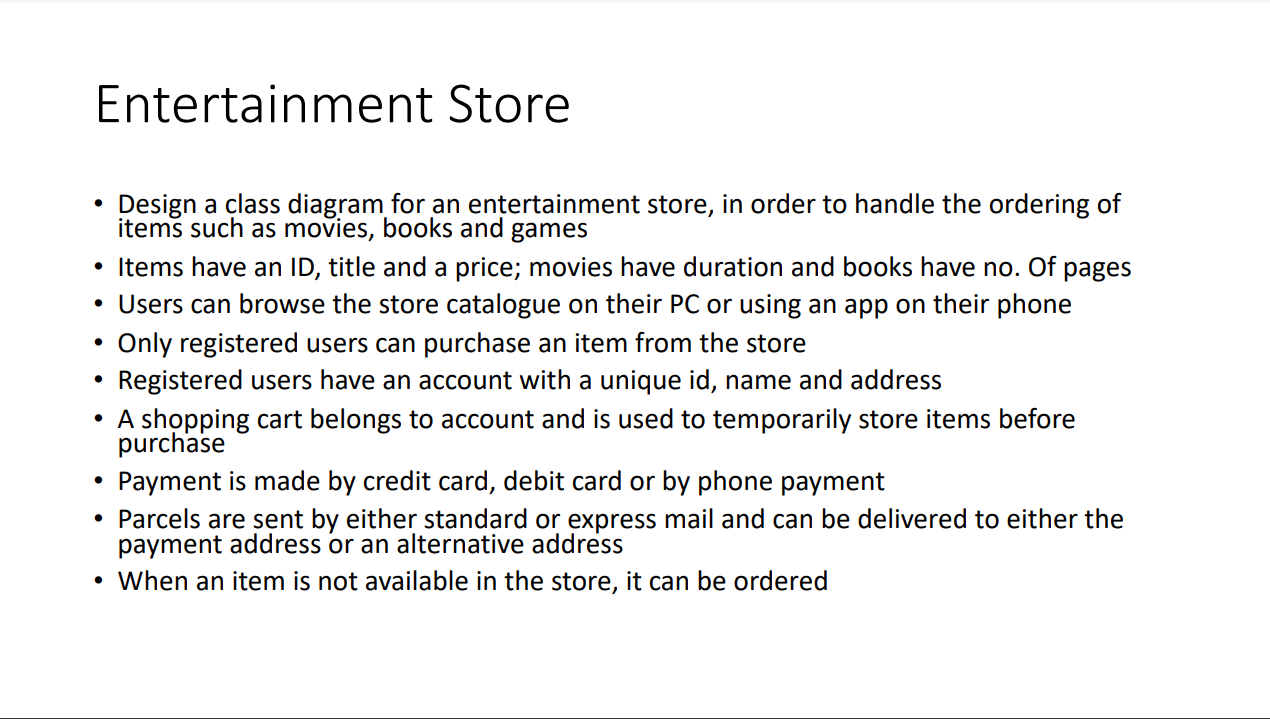 Entertainment Store
• Design a class diagram for an entertainment store, in order to handle the ordering of
items such as movies, books and games
• Items have an ID, title and a price; movies have duration and books have no. Of pages
• Users can browse the store catalogue on their PC or using an app on their phone
• Only registered users can purchase an item from the store
• Registered users have an account with a unique id, name and address
• A shopping cart belongs to account and is used to temporarily store items before
purchase
• Payment is made by credit card, debit card or by phone payment
• Parcels are sent by either standard or express mail and can be delivered to either the
payment address or an alternative address
• When an item is not available in the store, it can be ordered